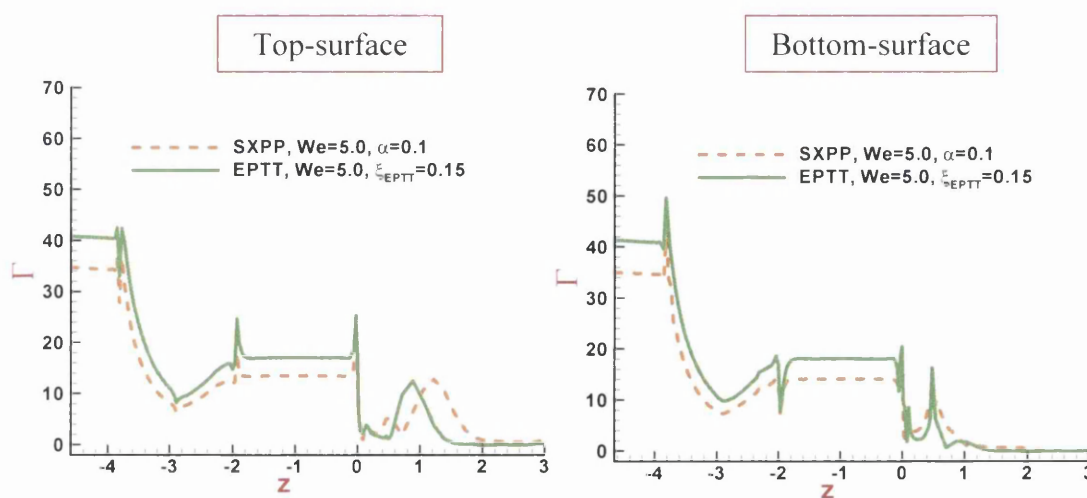 Top-surface
Bottom-surface
70
60
50
40
30
20
10
0
Γ
SXPP, We=5.0, α=0.1
EPTT, We=5.0, ξEPTT=0.15
-4 -3 -2 -1 0 1 2 3
z
70
60
50
40
30
20
10
0
Γ
SXPP, We=5.0, α=0.1
EPTT, We=5.0, ξEPTT=0.15
-4 -3 -2 -1 0 1 2 3
z